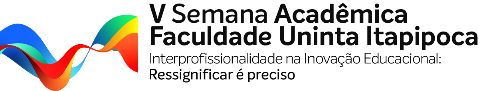 V Semana Acadêmica
Faculdade Uninta Itapipoca
Interprofissionalidade na Inovação Educacional:
Ressignificar é preciso